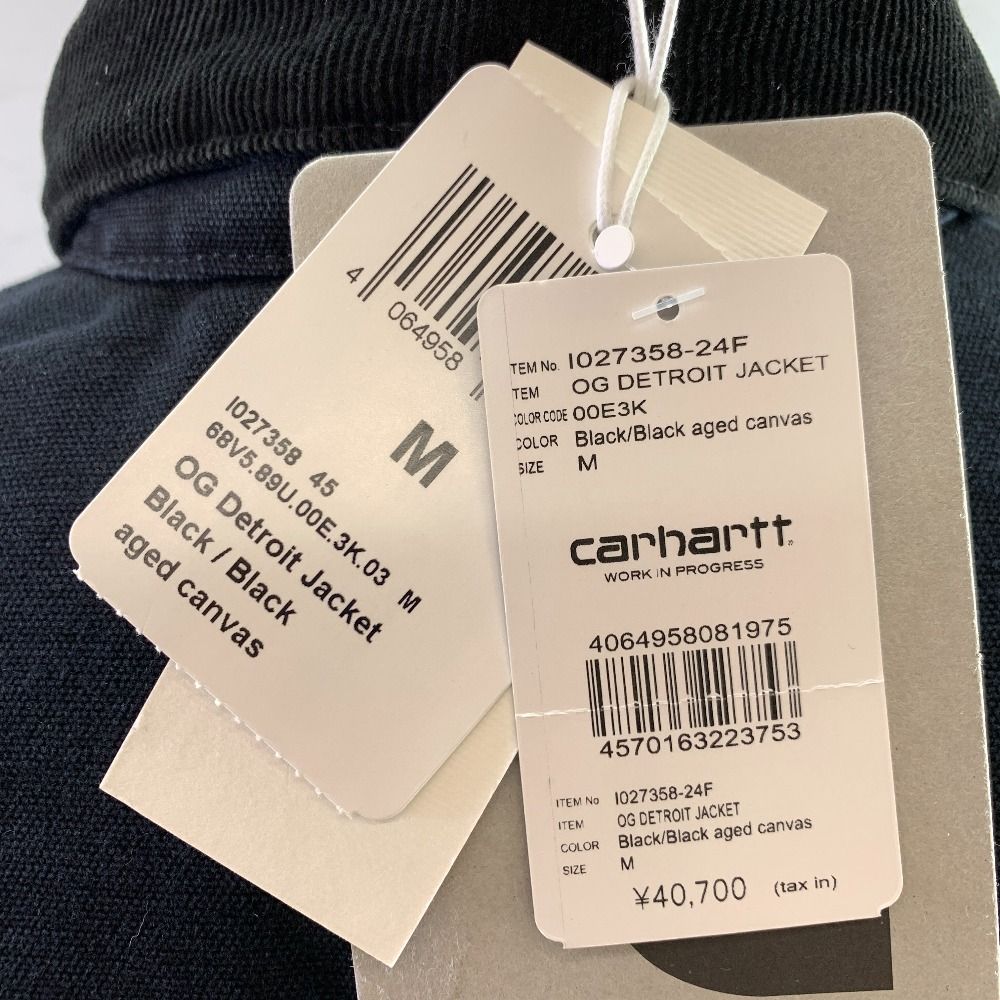 4
064958
M
I027358 45
68V5.89U.00E.3K.03 M
OG Detroit Jacket
Black / Black
aged canvas
ITEM No. I027358-24F
ITEM OG DETROIT JACKET
COLOR CODE 00E3K
COLOR Black/Black aged canvas
SIZE M
carhartt
WORK IN PROGRESS
4064958081975
4570163223753
ITEM No I027358-24F
ITEM OG DETROIT JACKET
COLOR Black/Black aged canvas
SIZE M
¥40,700 (tax in)